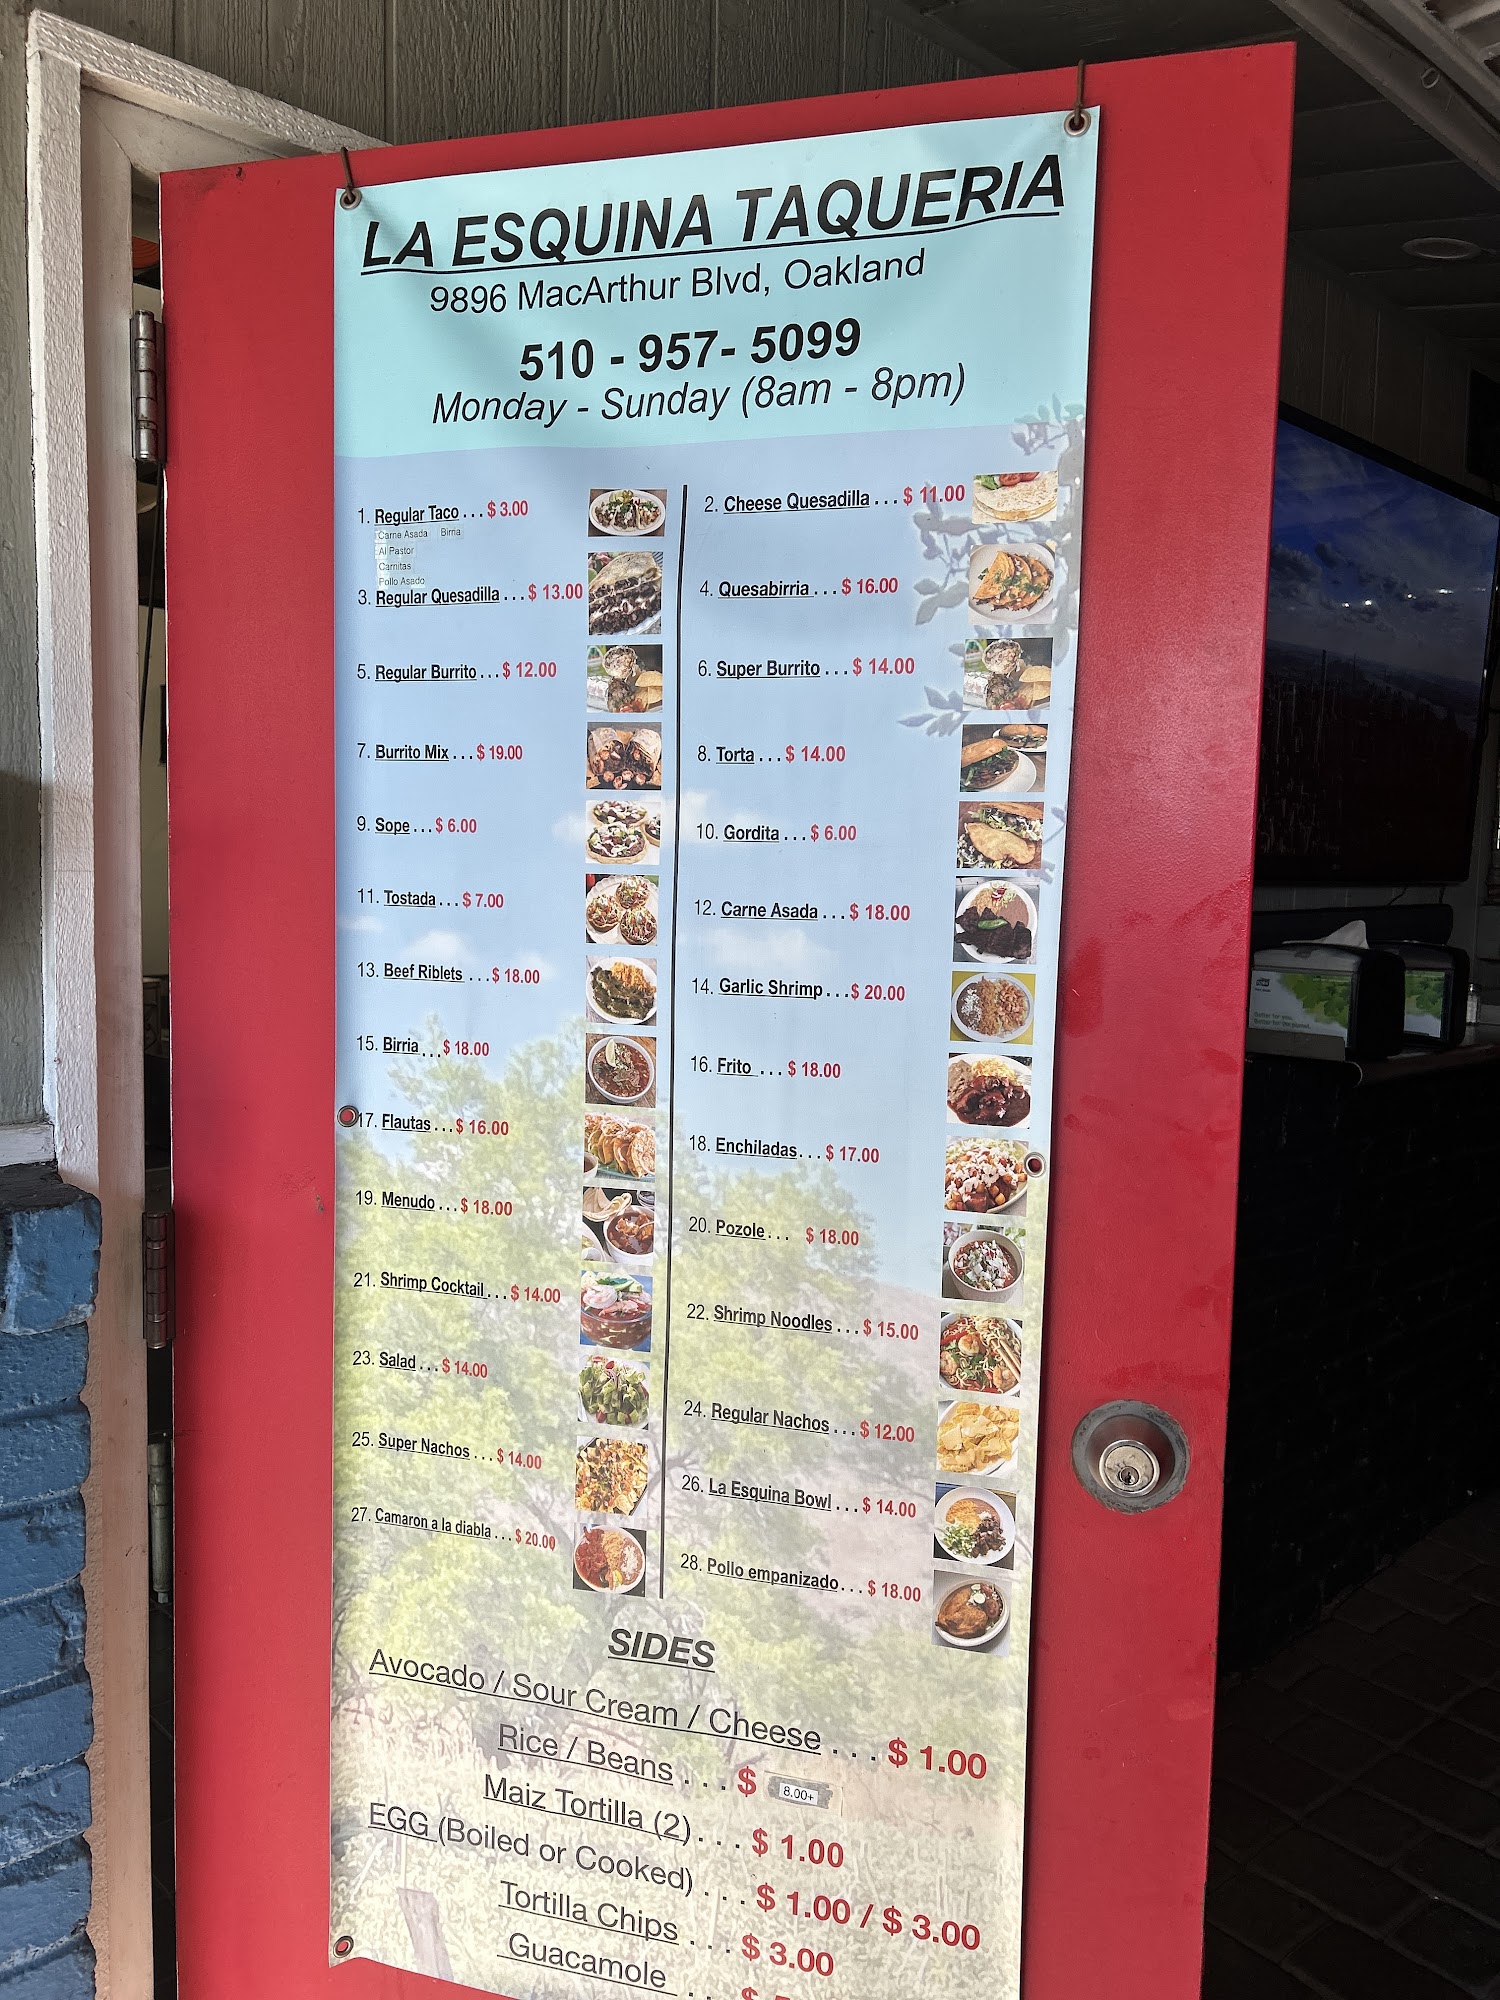 LA ESQUINA TAQUERIA
9896 MacArthur Blvd, Oakland
510 - 957- 5099
Monday - Sunday (8am - 8pm)
1. Regular Taco . . . $ 3.00
Carne Asada Birria
Al Pastor
Carnitas
Pollo Asado
2. Cheese Quesadilla . . . $ 11.00
3. Regular Quesadilla . . . $ 13.00
4. Quesabirria . . . $ 16.00
5. Regular Burrito . . . $ 12.00
6. Super Burrito . . . $ 14.00
7. Burrito Mix . . . $ 19.00
8. Torta . . . $ 14.00
9. Sope . . . $ 6.00
10. Gordita . . . $ 6.00
11. Tostada . . . $ 7.00
12. Carne Asada . . . $ 18.00
13. Beef Riblets . . . $ 18.00
14. Garlic Shrimp . . . $ 20.00
15. Birria . . . $ 18.00
16. Frito . . . $ 18.00
17. Flautas . . . $ 16.00
18. Enchiladas . . . $ 17.00
19. Menudo . . . $ 18.00
20. Pozole . . . $ 18.00
21. Shrimp Cocktail . . . $ 14.00
22. Shrimp Noodles . . . $ 15.00
23. Salad . . . $ 14.00
24. Regular Nachos . . . $ 12.00
25. Super Nachos . . . $ 14.00
26. La Esquina Bowl . . . $ 14.00
27. Camaron a la diabla . . . $ 20.00
28. Pollo empanizado . . . $ 18.00
SIDES
Avocado / Sour Cream / Cheese . . . $ 1.00
Rice / Beans . . . $ 8.00+
Maiz Tortilla (2) . . . $ 1.00
EGG (Boiled or Cooked) . . . $ 1.00 / $ 3.00
Tortilla Chips . . . $ 3.00
Guacamole . . . $